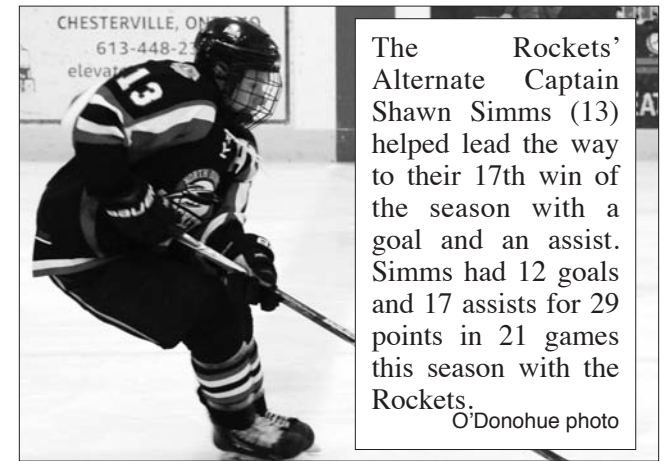 CHESTERVILLE, ON
613-448-23
elevat
13
The Rockets'
Alternate Captain
Shawn Simms (13)
helped lead the way
to their 17th win of
the season with a
goal and an assist.
Simms had 12 goals
and 17 assists for 29
points in 21 games
this season with the
Rockets.
O'Donohue photo